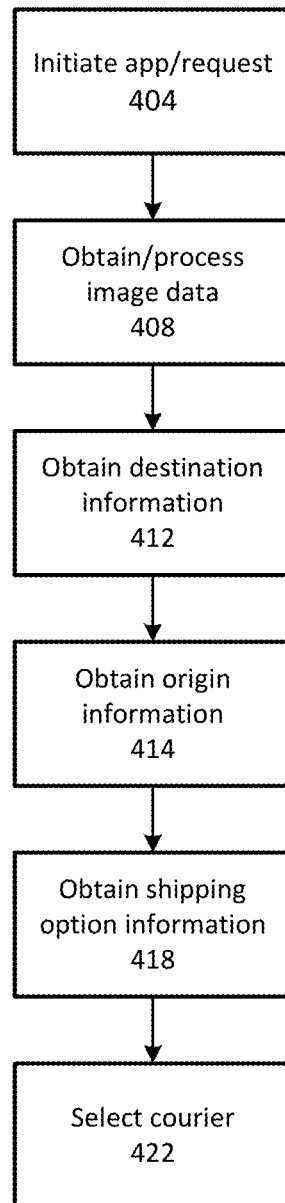 Initiate app/request
404
Obtain/process
image data
408
Obtain destination
information
412
Obtain origin
information
414
Obtain shipping
option information
418
Select courier
422